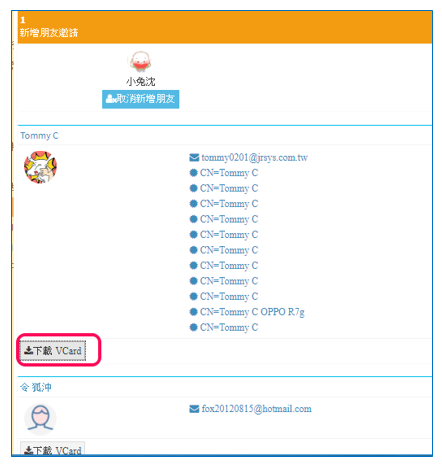 1
新增朋友邀請
小兔沈
取消新增朋友
Tommy C
tommy0201@jrsys.com.tw
CN=Tommy C
CN=Tommy C
CN=Tommy C
CN=Tommy C
CN=Tommy C
CN=Tommy C
CN=Tommy C
CN=Tommy C
CN=Tommy C
CN=Tommy C OPPO R7g
CN=Tommy C
下載 VCard
令狐沖
fox20120815@hotmail.com
下載 VCard